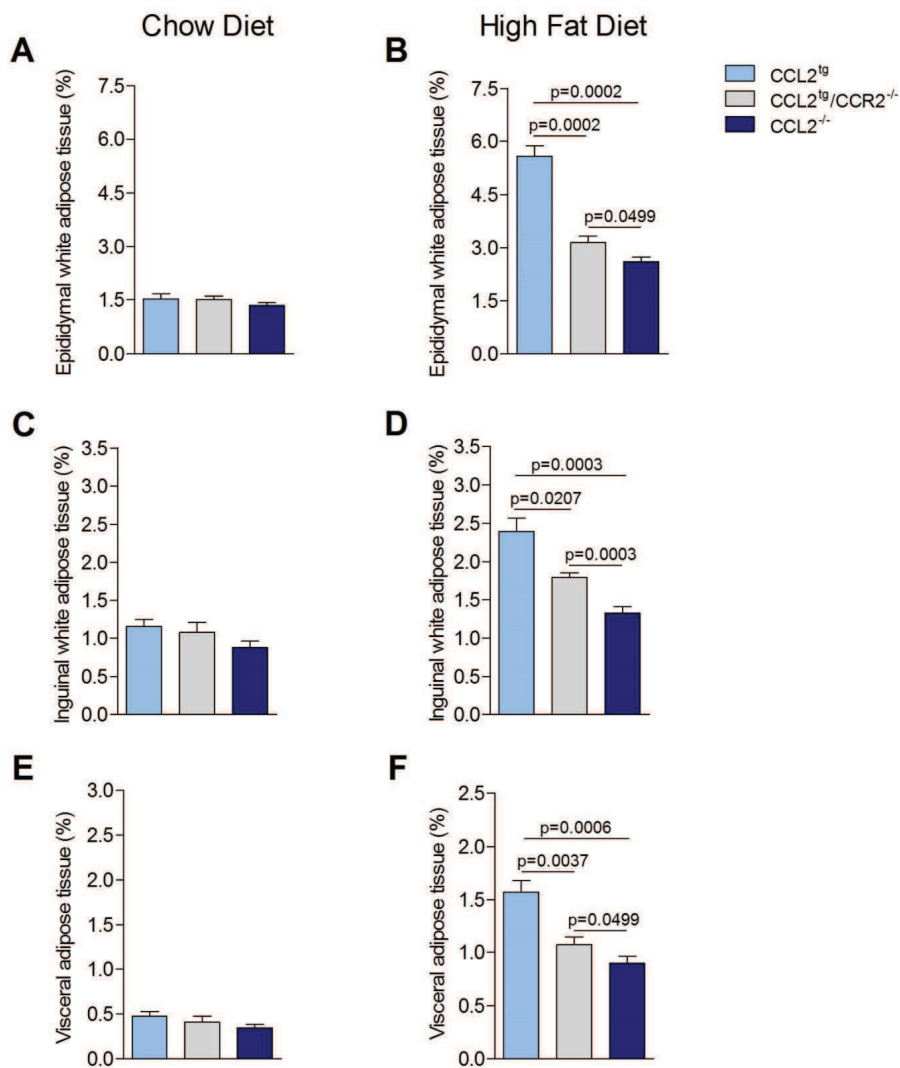 Chow Diet
High Fat Diet
A
Epididymal white adipose tissue (%)
7.5
6.0
4.5
3.0
1.5
0.0
B
Epididymal white adipose tissue (%)
7.5
6.0
4.5
3.0
1.5
0.0
p=0.0002
p=0.0002
p=0.0499
CCL2tg
CCL2tg/CCR2-/-
CCL2-/-
C
Inguinal white adipose tissue (%)
3.5
3.0
2.5
2.0
1.5
1.0
0.5
0.0
D
Inguinal white adipose tissue (%)
3.5
3.0
2.5
2.0
1.5
1.0
0.5
0.0
p=0.0003
p=0.0207
p=0.0003
E
Visceral adipose tissue (%)
3.0
2.5
2.0
1.5
1.0
0.5
0.0
F
Visceral adipose tissue (%)
2.5
2.0
1.5
1.0
0.5
0.0
p=0.0006
p=0.0037
p=0.0499